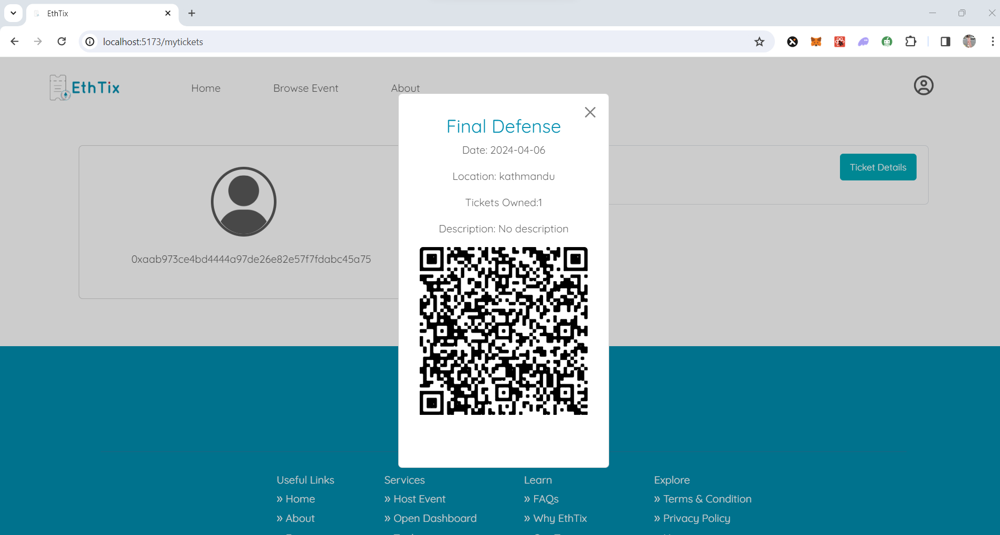 EthTix
localhost:5173/mytickets
EthTix
Home
Browse Event
About
Final Defense
Date: 2024-04-06
Location: kathmandu
Tickets Owned:1
Description: No description
Ticket Details
0xaab973ce4bd4444a97de26e82e57f7fdabc45a75
Useful Links
» Home
» About
Services
» Host Event
» Open Dashboard
Learn
» FAQs
» Why EthTix
Explore
» Terms & Condition
» Privacy Policy